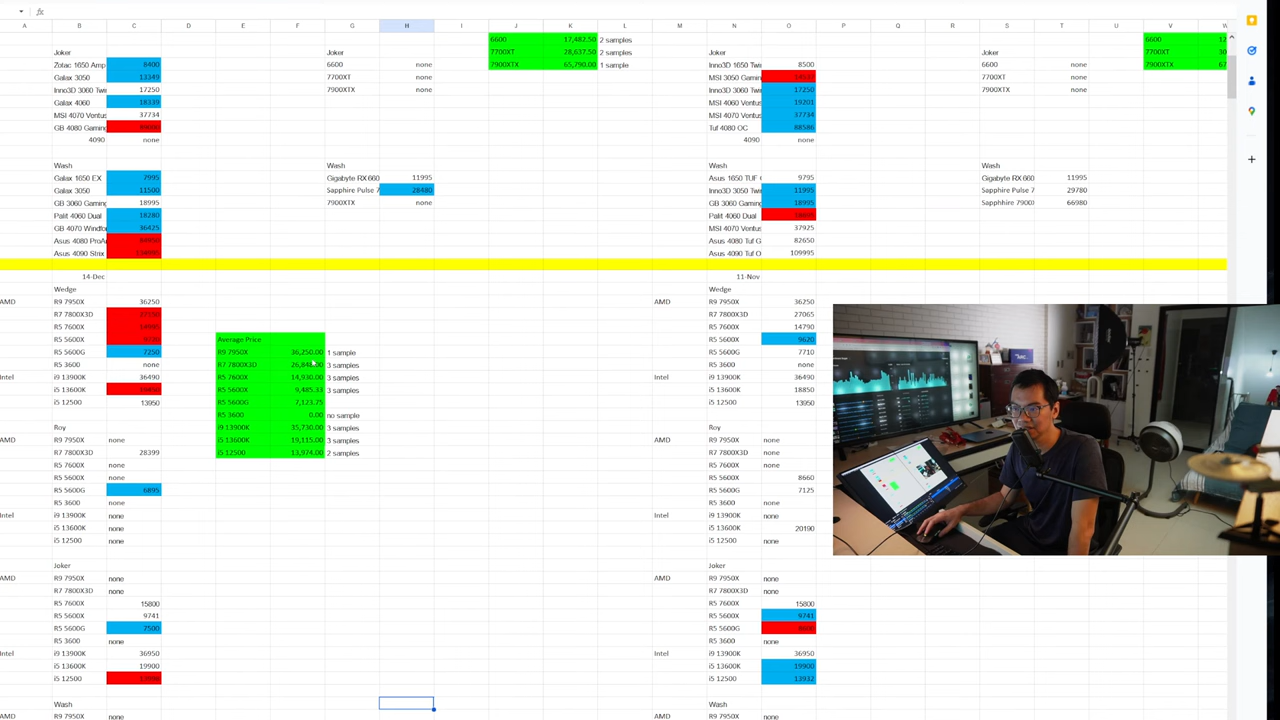 fx
A B C D E F G H I J K L M N O P Q R S T U V W
6600 17,482.50 2 samples 6600
Joker Joker 7700XT 28,637.50 2 samples Joker Joker 7700XT
Zotac 1650 Amp 8400 6600 none 7900XTX 65,790.00 1 sample Inno3D 1650 Twi 8500 6600 none 7900XTX
Galax 3050 13349 7700XT none MSI 3050 Gaming 7700XT none
Inno3D 3060 Twi 17250 7900XTX none Inno3D 3060 Twi 17250 7900XTX none
Galax 4060 18339 MSI 4060 Ventus 19201
MSI 4070 Ventus 37734 MSI 4070 Ventus 37734
GB 4080 Gaming Tuf 4080 OC 88586
4090 none 4090 none
Wash Wash Wash Wash
Galax 1650 EX 7995 Gigabyte RX 660 11995 Asus 1650 TUF 9795 Gigabyte RX 660 11995
Galax 3050 11500 Sapphire Pulse 7 28480 Inno3D 3050 Twi 11995 Sapphire Pulse 7 29780
GB 3060 Gaming 18995 7900XTX none GB 3060 Gaming 18995 Sapphhire 7900) 66980
Palit 4060 Dual 18280 Palit 4060 Dual
GB 4070 Windfor 36425 MSI 4070 Ventus 37925
Asus 4080 ProA Asus 4080 Tuf G 82650
Asus 4090 Strix Asus 4090 Tuf O 109995
14-Dec 11-Nov
Wedge Wedge
AMD R9 7950X 36250 AMD R9 7950X 36250
R7 7800X3D R7 7800X3D 27065
R5 7600X R5 7600X 14790
R5 5600X Average Price R5 5600X 9620
R5 5600G 7250 R9 7950X 36,250.00 1 sample R5 5600G 7710
R5 3600 none R7 7800X3D 3 samples R5 3600 none
Intel i9 13900K 36490 R5 7600X 14,930.00 3 samples Intel i9 13900K 36490
i5 13600K R5 5600X 9,485.33 3 samples i5 13600K 18850
i5 12500 13950 R5 5600G 7,123.75 i5 12500 13950
R5 3600 0.00 no sample
Roy i9 13900K 35,730.00 3 samples Roy
AMD R9 7950X none i5 13600K 19,115.00 3 samples AMD R9 7950X none
R7 7800X3D 28399 i5 12500 13,974.00 2 samples R7 7800X3D none
R5 7600X none R5 7600X none
R5 5600X none R5 5600X 8660
R5 5600G 6895 R5 5600G 7125
R5 3600 none R5 3600 none
Intel i9 13900K none Intel i9 13900K none
i5 13600K none i5 13600K 20190
i5 12500 none i5 12500 none
Joker Joker
AMD R9 7950X none AMD R9 7950X none
R7 7800X3D none R7 7800X3D none
R5 7600X 15800 R5 7600X 15800
R5 5600X 9741 R5 5600X 9741
R5 5600G 7500 R5 5600G
R5 3600 none R5 3600 none
Intel i9 13900K 36950 Intel i9 13900K 36950
i5 13600K 19900 i5 13600K 19900
i5 12500 i5 12500 13932
Wash Wash
AMD R9 7950X none AMD R9 7950X none